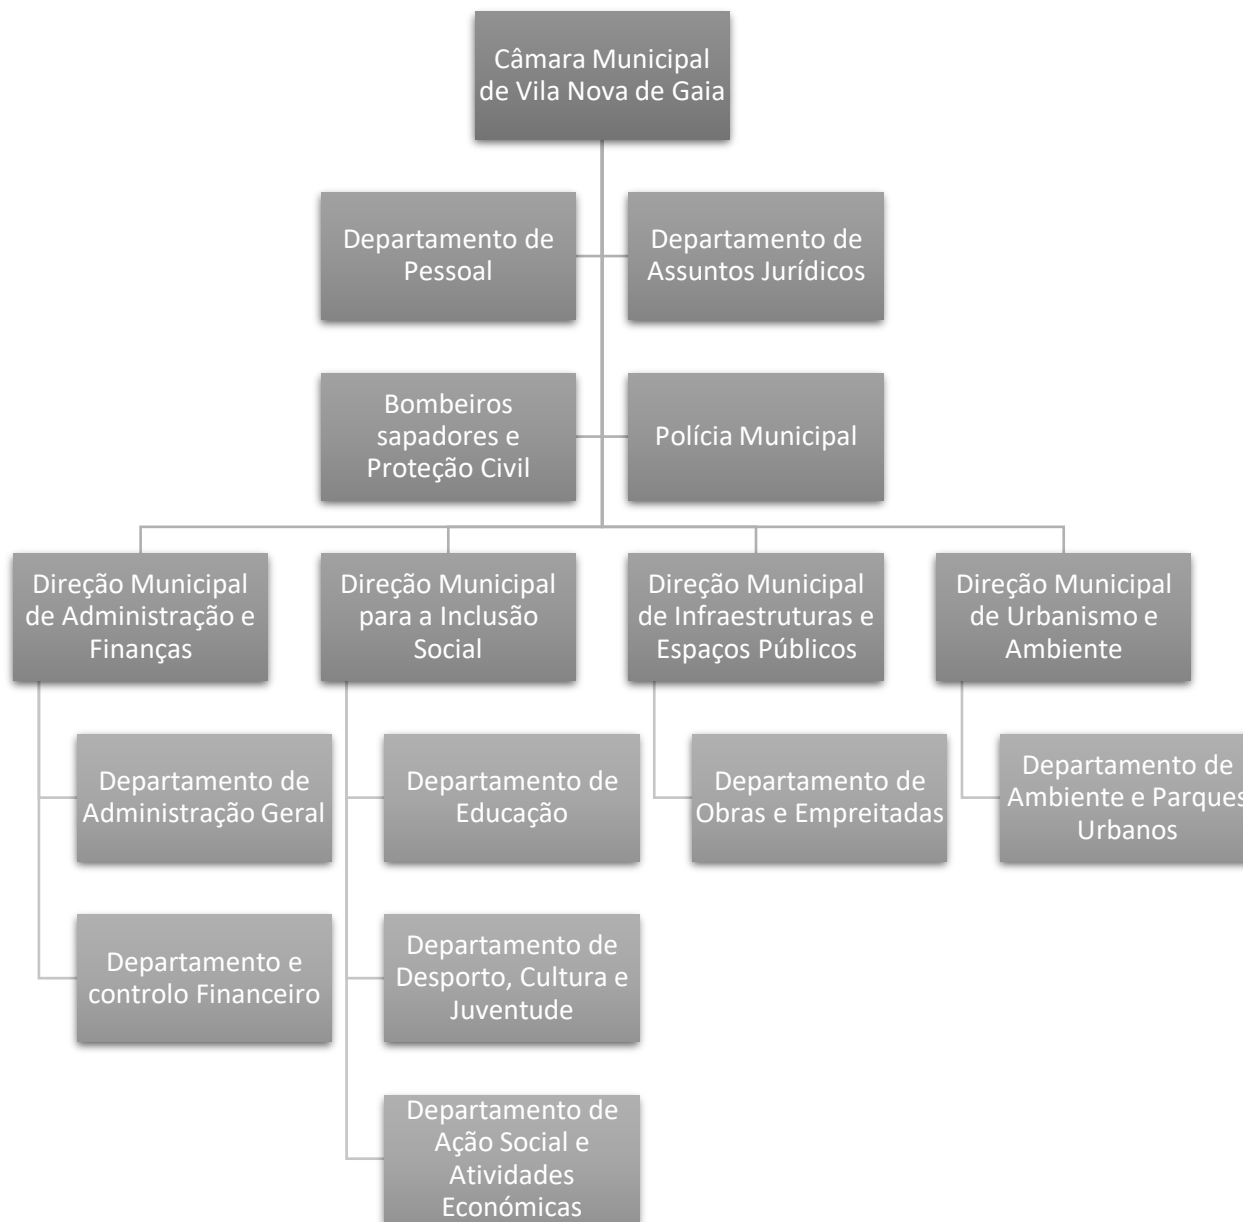 Câmara Municipal
de Vila Nova de Gaia
Departamento de
Pessoal
Departamento de
Assuntos Jurídicos
Bombeiros
sapadores e
Proteção Civil
Polícia Municipal
Direção Municipal
de Administração e
Finanças
Direção Municipal
para a Inclusão
Social
Direção Municipal
de Infraestruturas e
Espaços Públicos
Direção Municipal
de Urbanismo e
Ambiente
Departamento de
Administração Geral
Departamento de
Educação
Departamento de
Obras e Empreitadas
Departamento de
Ambiente e Parques
Urbanos
Departamento e
controlo Financeiro
Departamento de
Desporto, Cultura e
Juventude
Departamento de
Ação Social e
Atividades
Económicas